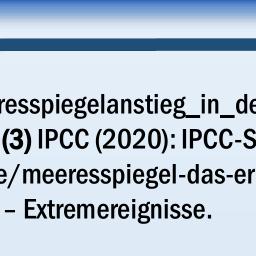 resspiegelanstieg_in_de
(3) IPCC (2020): IPCC-S
e/meeresspiegel-das-er
– Extremereignisse.